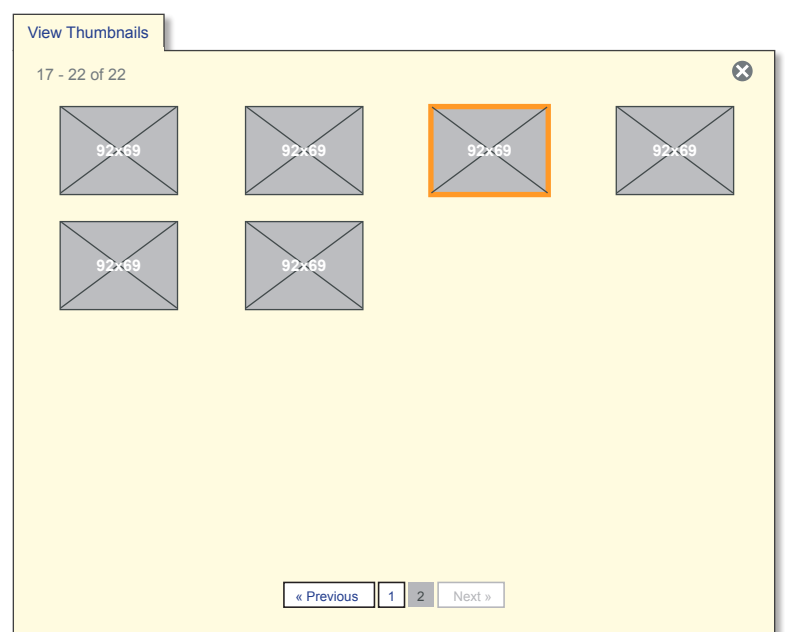 View Thumbnails
17 - 22 of 22
92x69 92x69 92x69 92x69
92x69 92x69
« Previous 1 2 Next »